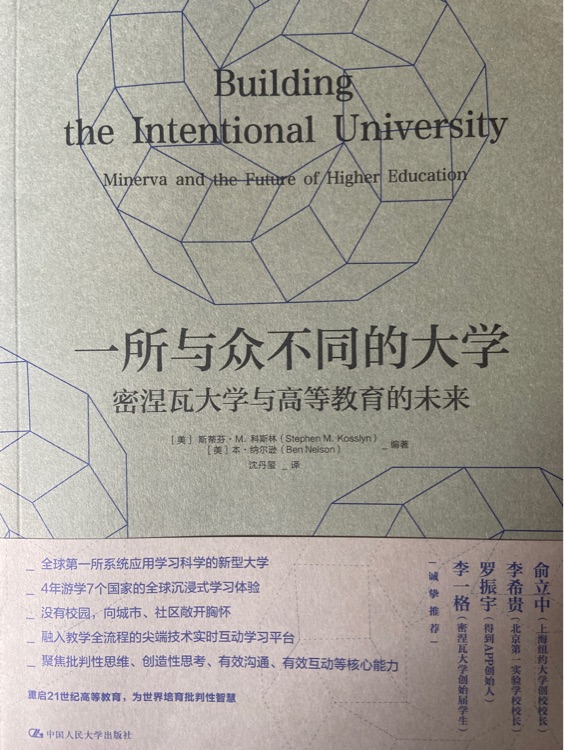 Building
the Intentional University
Minerva and the Future of Higher Education
一所与众不同的大学
密涅瓦大学与高等教育的未来
［美］斯蒂芬·M. 科斯林（Stephen M. Kosslyn）
［美］本·纳尔逊（Ben Nelson）
_ 编著
沈丹玺 _ 译
_ 全球第一所系统应用学习科学的新型大学
_ 4年游学7个国家的全球沉浸式学习体验
_ 没有校园，向城市、社区敞开胸怀
_ 融入教学全流程的尖端技术实时互动学习平台
_ 聚焦批判性思维、创造性思考、有效沟通、有效互动等核心能力
重启21世纪高等教育，为世界培育批判性智慧
俞立中（上海纽约大学创校校长）
李希贵（北京第一实验学校校长）
罗振宇（得到APP创始人）
李一格（密涅瓦大学创始届学生）
｜诚挚推荐｜
中国人民大学出版社